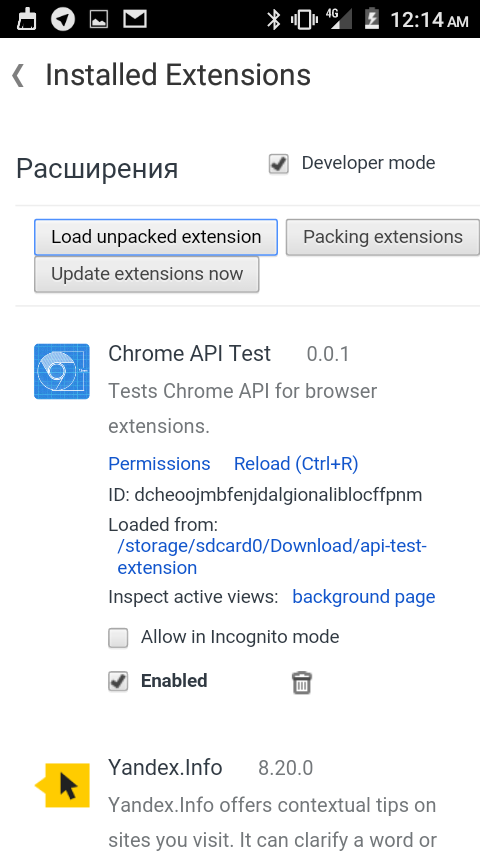 4G 12:14 AM
Installed Extensions
Расширения
Developer mode
Load unpacked extension
Packing extensions
Update extensions now
Chrome API Test 0.0.1
Tests Chrome API for browser
extensions.
Permissions Reload (Ctrl+R)
ID: dcheoojmbfenjdalgionaliblocffpnm
Loaded from:
/storage/sdcard0/Download/api-test-
extension
Inspect active views: background page
Allow in Incognito mode
Enabled
Yandex.Info 8.20.0
Yandex.Info offers contextual tips on
sites you visit. It can clarify a word or